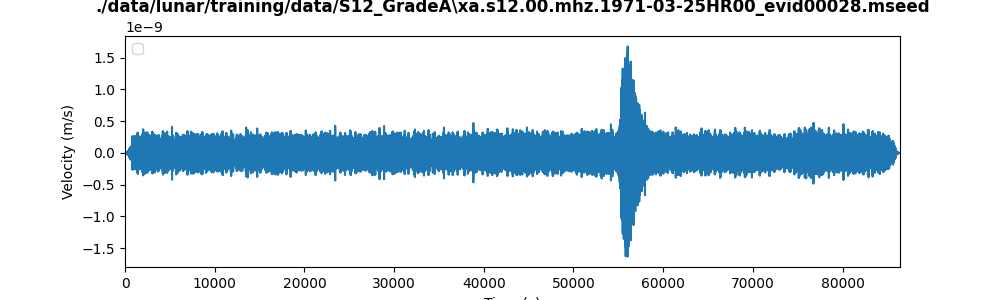 ./data/lunar/training/data/S12_GradeA\xa.s12.00.mhz.1971-03-25HR00_evid00028.mseed
1e−9
1.5
1.0
0.5
0.0
−0.5
−1.0
−1.5
Velocity (m/s)
0 10000 20000 30000 40000 50000 60000 70000 80000